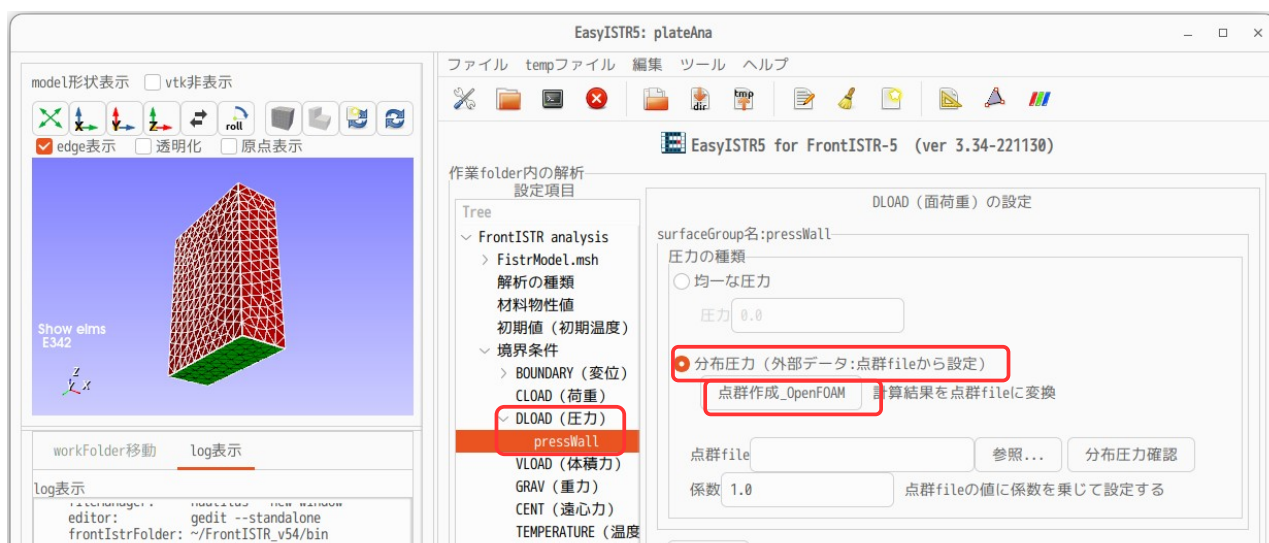 EasyISTR5: plateAna
model形状表示 vtk非表示
roll
edge表示 透明化 原点表示
Show elms
E342
Z
Y X
workFolder移動 log表示
log表示
editor: gedit --standalone
frontIstrFolder: ~/FrontISTR_v54/bin
ファイル tempファイル 編集 ツール ヘルプ
dir tmp
EasyISTR5 for FrontISTR-5 (ver 3.34-221130)
作業folder内の解析
設定項目
Tree
FrontISTR analysis
FistrModel.msh
解析の種類
材料物性値
初期値（初期温度）
境界条件
BOUNDARY（変位）
CLOAD（荷重）
DLOAD（圧力）
pressWall
VLOAD（体積力）
GRAV（重力）
CENT（遠心力）
TEMPERATURE（温度
DLOAD（面荷重）の設定
surfaceGroup名:pressWall
圧力の種類
均一な圧力
圧力 0.0
分布圧力（外部データ:点群fileから設定）
点群作成_OpenFOAM 計算結果を点群fileに変換
点群file 参照... 分布圧力確認
係数 1.0 点群fileの値に係数を乗じて設定する